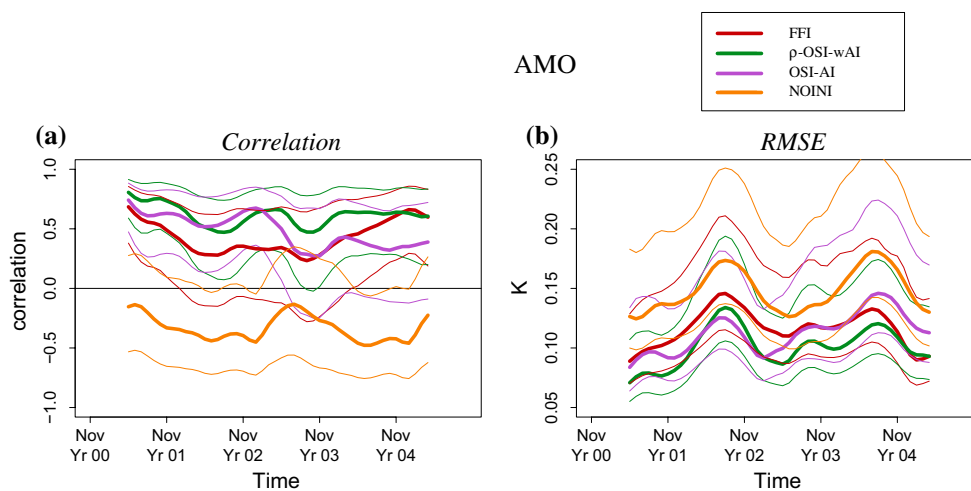 AMO
FFI
ρ-OSI-wAI
OSI-AI
NOINI
(a)
Correlation
correlation
1.0
0.5
0.0
−0.5
−1.0
Nov Nov Nov Nov Nov
Yr 00 Yr 01 Yr 02 Yr 03 Yr 04
Time
(b)
RMSE
K
0.25
0.20
0.15
0.10
0.05
Nov Nov Nov Nov Nov
Yr 00 Yr 01 Yr 02 Yr 03 Yr 04
Time